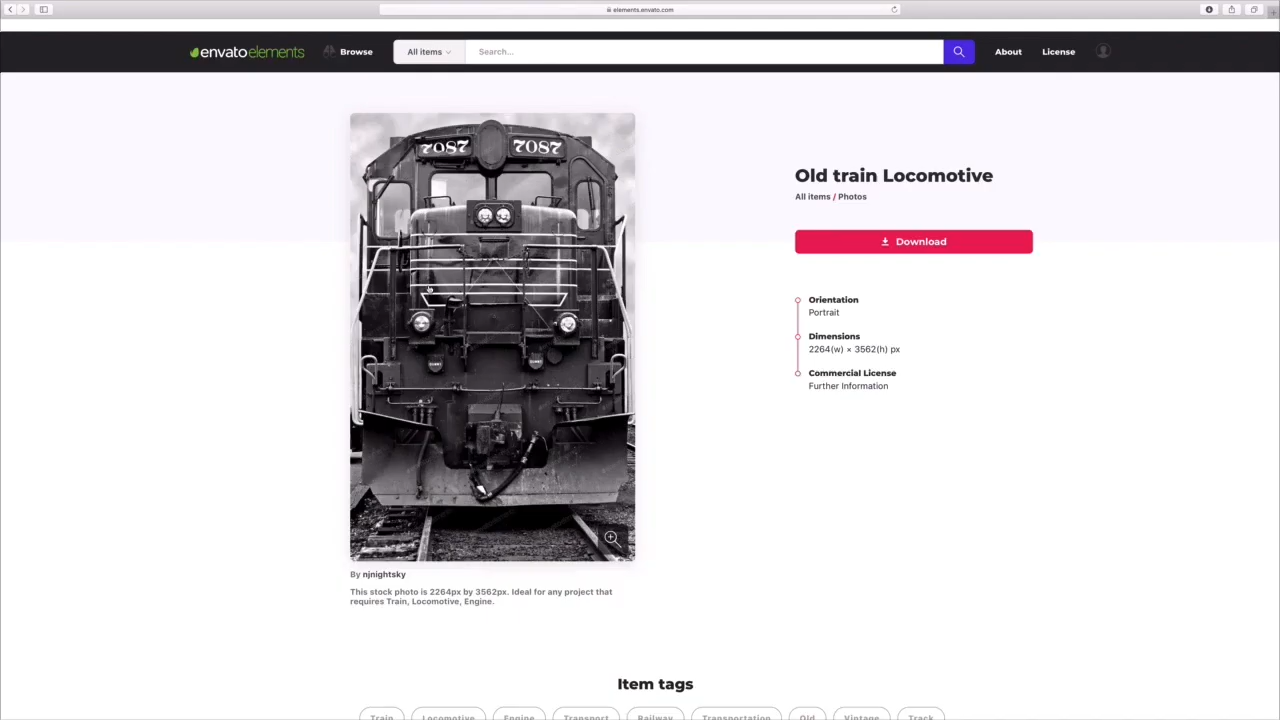 elements.envato.com
envato elements
Browse
All items
Search...
About
License
7087
7087
Old train Locomotive
All items / Photos
Download
Orientation
Portrait
Dimensions
2264(w) × 3562(h) px
Commercial License
Further Information
By njnightsky
This stock photo is 2264px by 3562px. Ideal for any project that
requires Train, Locomotive, Engine.
Item tags
Train
Locomotive
Engine
Transport
Railway
Transportation
Old
Vintage
Track